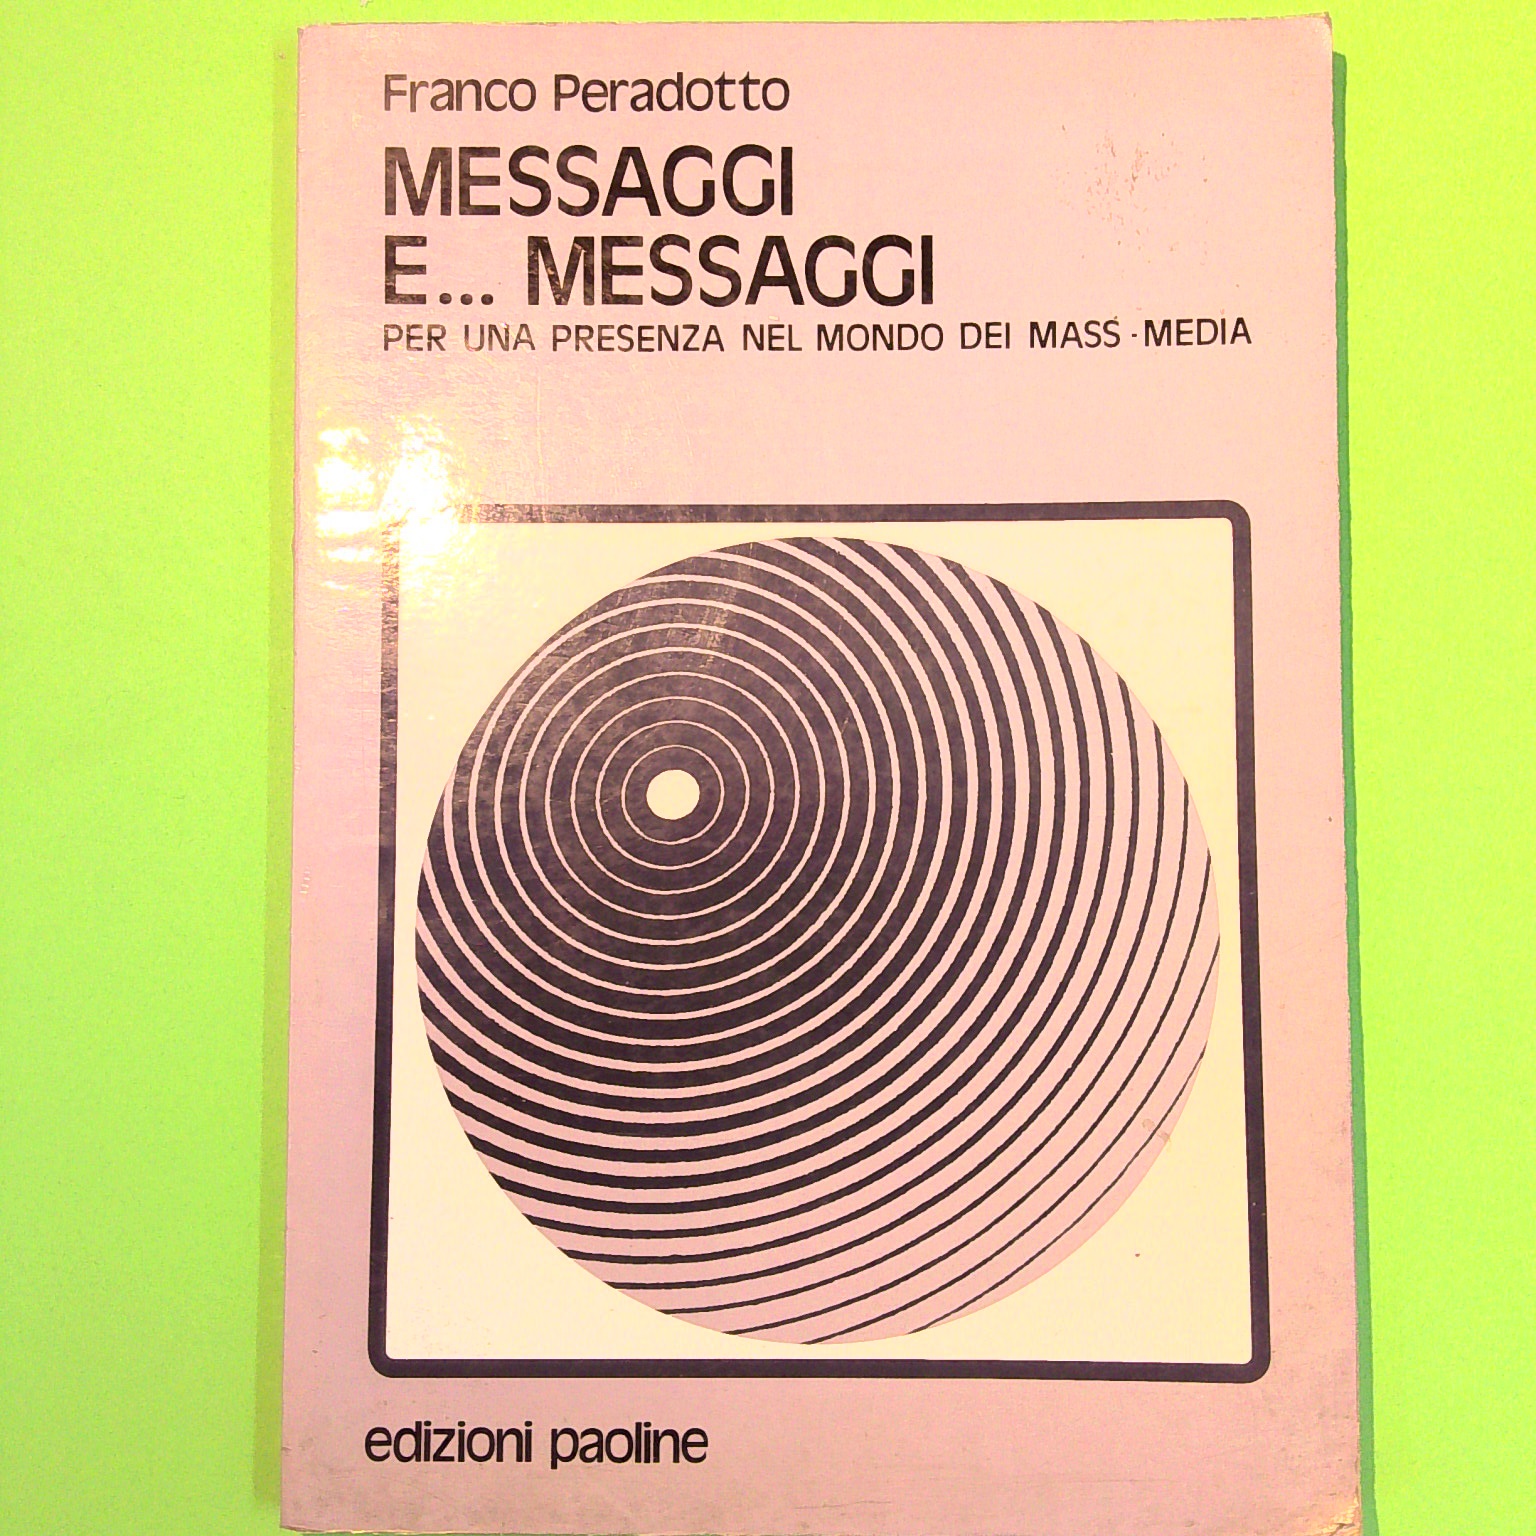 Franco Peradotto
MESSAGGI
E... MESSAGGI
PER UNA PRESENZA NEL MONDO DEI MASS-MEDIA
edizioni paoline